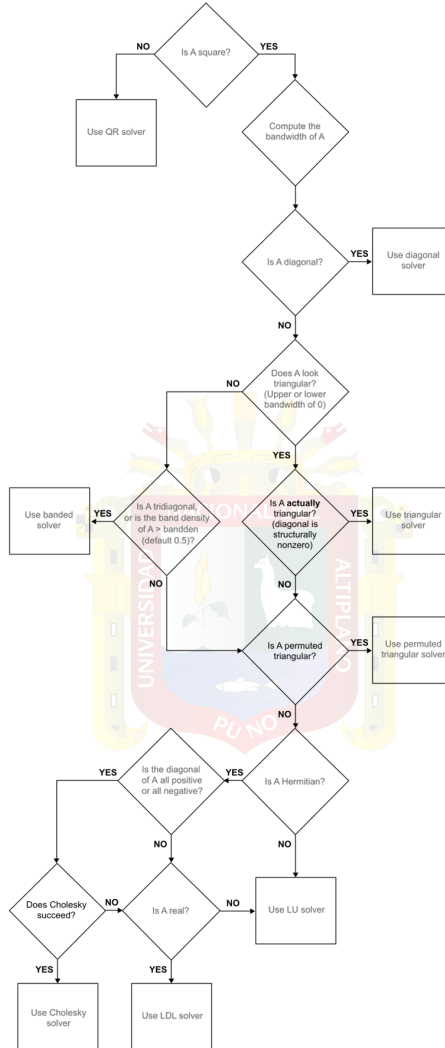 Is A square?
NO
YES
Use QR solver
Compute the
bandwidth of A
Is A diagonal?
YES
Use diagonal
solver
NO
Does A look
triangular?
(Upper or lower
bandwidth of 0)
NO
YES
Use banded
solver
YES
Is A tridiagonal,
or is the band density
of A > bandden
(default 0.5)?
NO
Is A actually
triangular?
(diagonal is
structurally
nonzero)
YES
Use triangular
solver
NO
Is A permuted
triangular?
YES
Use permuted
triangular solver
NO
Is A Hermitian?
YES
Is the diagonal
of A all positive
or all negative?
YES
NO
NO
Does Cholesky
succeed?
NO
Is A real?
NO
Use LU solver
YES
YES
Use Cholesky
solver
Use LDL solver
UNIVERSIDAD
NACIONAL DEL
ALTIPLANO
PUNO